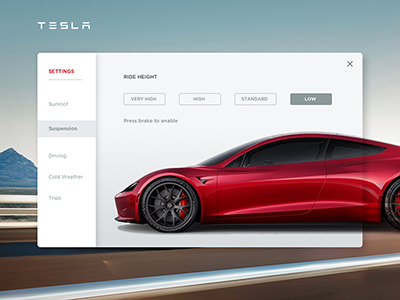 TESLA
SETTINGS
Sunroof
Suspension
Driving
Cold Weather
Trips
RIDE HEIGHT
VERY HIGH
HIGH
STANDARD
LOW
Press brake to enable